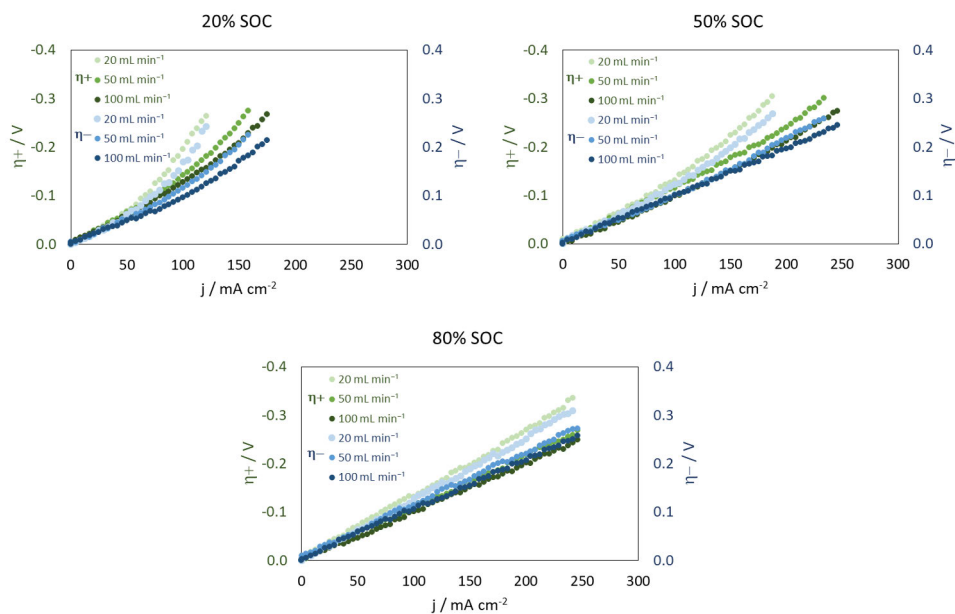 20% SOC
-0.4
-0.3
-0.2
-0.1
0.0
η+ / V
20 mL min⁻¹
η+ 50 mL min⁻¹
100 mL min⁻¹
20 mL min⁻¹
η− 50 mL min⁻¹
100 mL min⁻¹
0.4
0.3
0.2
0.1
0.0
η− / V
0 50 100 150 200 250 300
j / mA cm⁻²
50% SOC
-0.4
-0.3
-0.2
-0.1
0.0
η+ / V
20 mL min⁻¹
η+ 50 mL min⁻¹
100 mL min⁻¹
20 mL min⁻¹
η− 50 mL min⁻¹
100 mL min⁻¹
0.4
0.3
0.2
0.1
0.0
η− / V
0 50 100 150 200 250 300
j / mA cm⁻²
80% SOC
-0.4
-0.3
-0.2
-0.1
0.0
η+ / V
20 mL min⁻¹
η+ 50 mL min⁻¹
100 mL min⁻¹
20 mL min⁻¹
η− 50 mL min⁻¹
100 mL min⁻¹
0.4
0.3
0.2
0.1
0.0
η− / V
0 50 100 150 200 250 300
j / mA cm⁻²